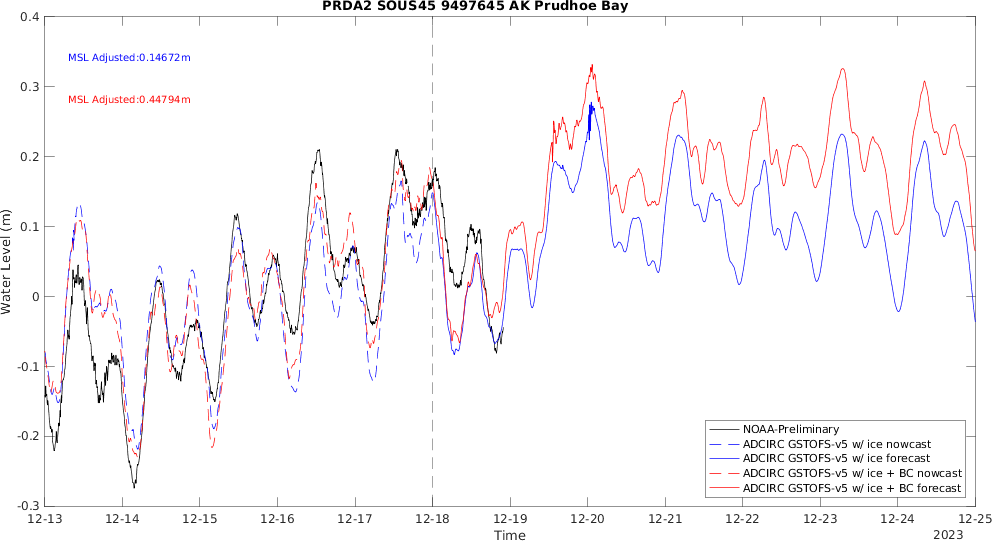 PRDA2 SOUS45 9497645 AK Prudhoe Bay
0.4
MSL Adjusted:0.14672m
0.3
MSL Adjusted:0.44794m
0.2
0.1
Water Level (m)
0
-0.1
-0.2
NOAA-Preliminary
ADCIRC GSTOFS-v5 w/ ice nowcast
ADCIRC GSTOFS-v5 w/ ice forecast
ADCIRC GSTOFS-v5 w/ ice + BC nowcast
ADCIRC GSTOFS-v5 w/ ice + BC forecast
-0.3
12-13 12-14 12-15 12-16 12-17 12-18 12-19 12-20 12-21 12-22 12-23 12-24 12-25
Time
2023